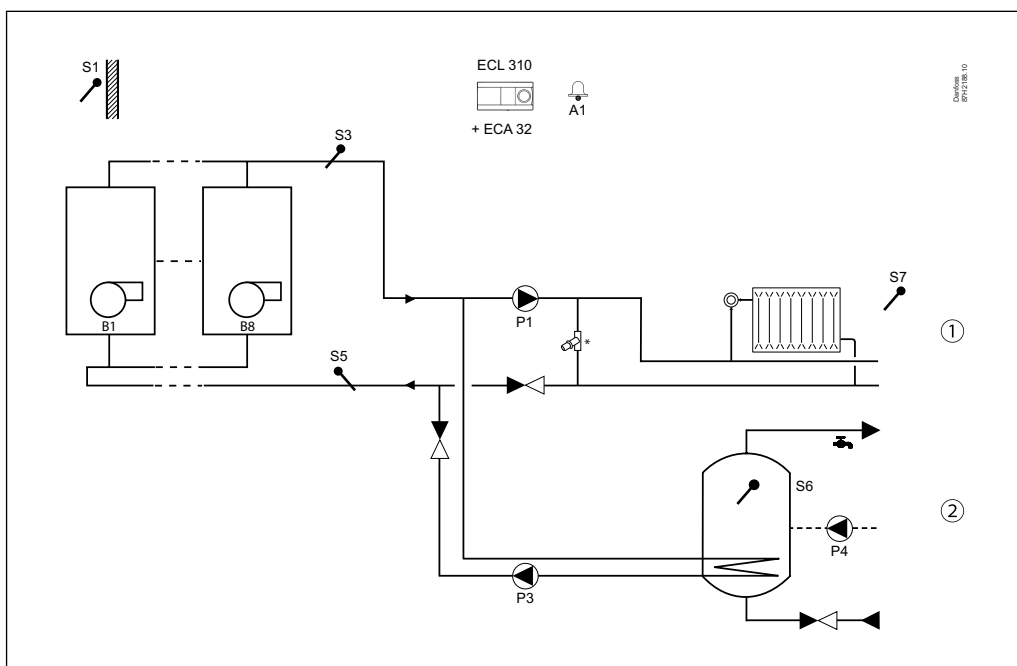 S1
ECL 310
A1
+ ECA 32
Danfoss
87H2188.10
S3
B1
B8
S7
P1
*
1
S5
S6
2
P4
P3